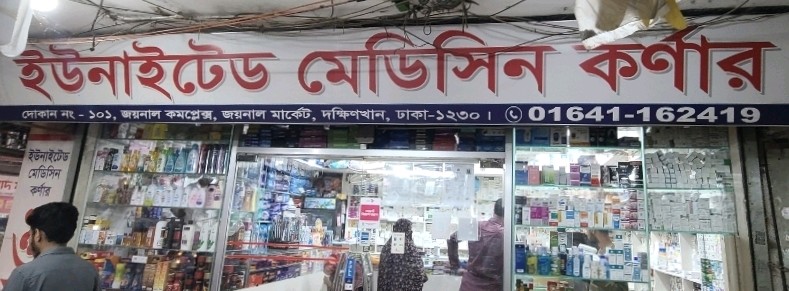 ইউনাইটেড মেডিসিন কর্ণার
দোকান নং - ১০১, জয়নাল কমপ্লেক্স, জয়নাল মার্কেট, দক্ষিণখান, ঢাকা-১২৩০। 01641-162419
ইউনাইটেড
মেডিসিন
কর্ণার